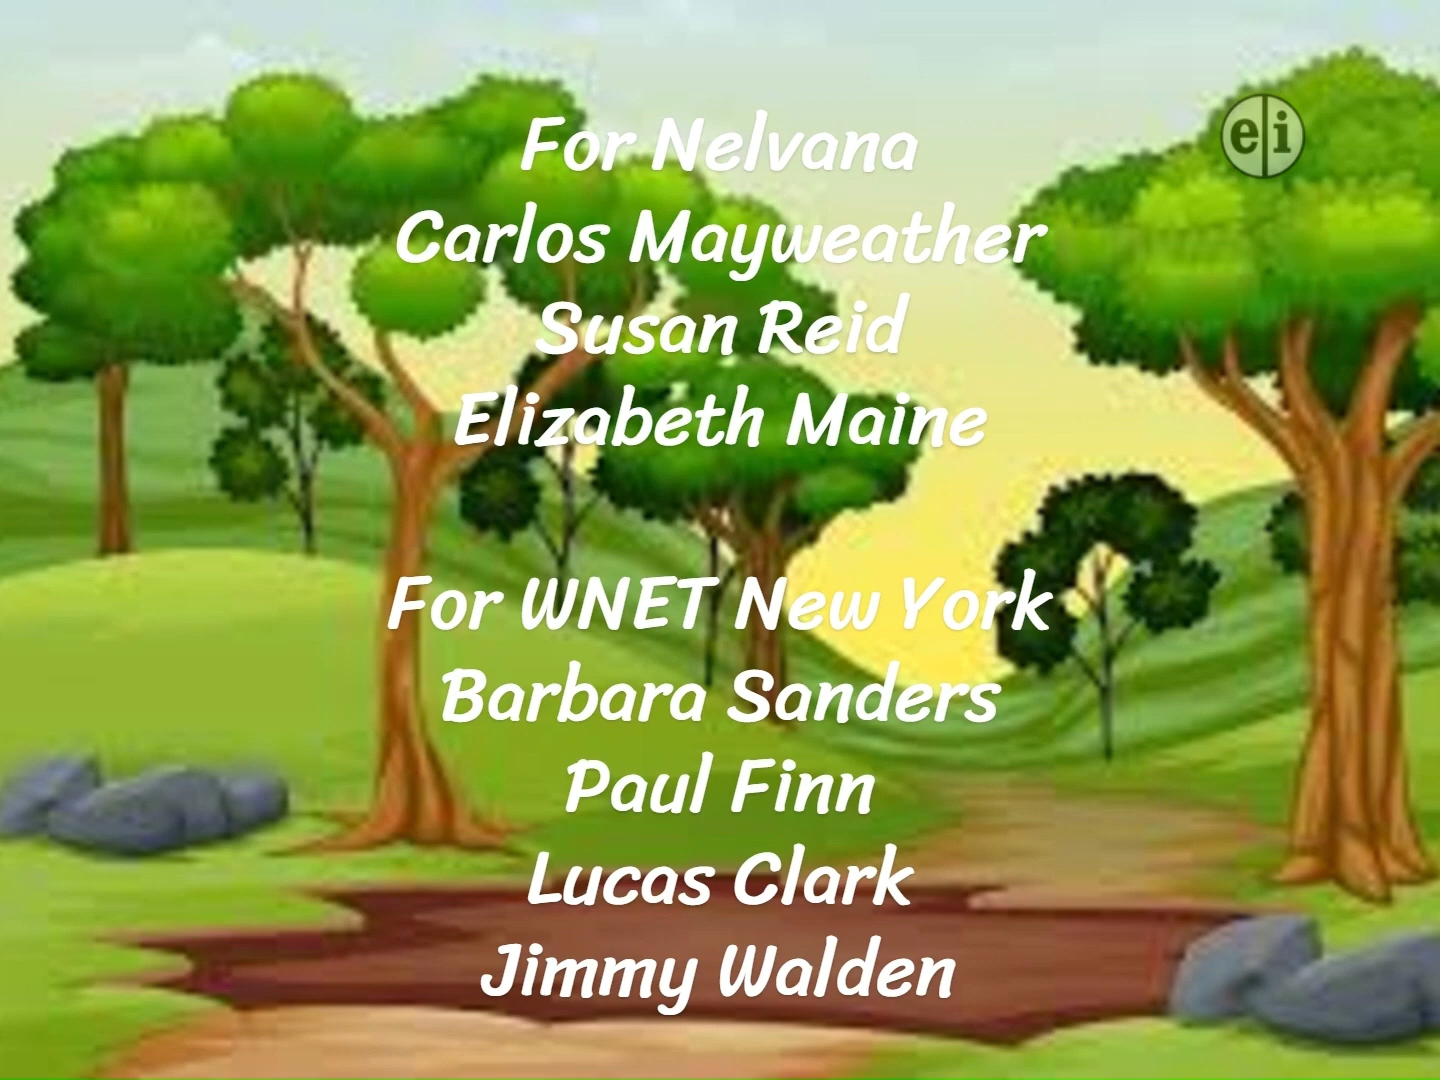 e|i
For Nelvana
Carlos Mayweather
Susan Reid
Elizabeth Maine
For WNET New York
Barbara Sanders
Paul Finn
Lucas Clark
Jimmy Walden